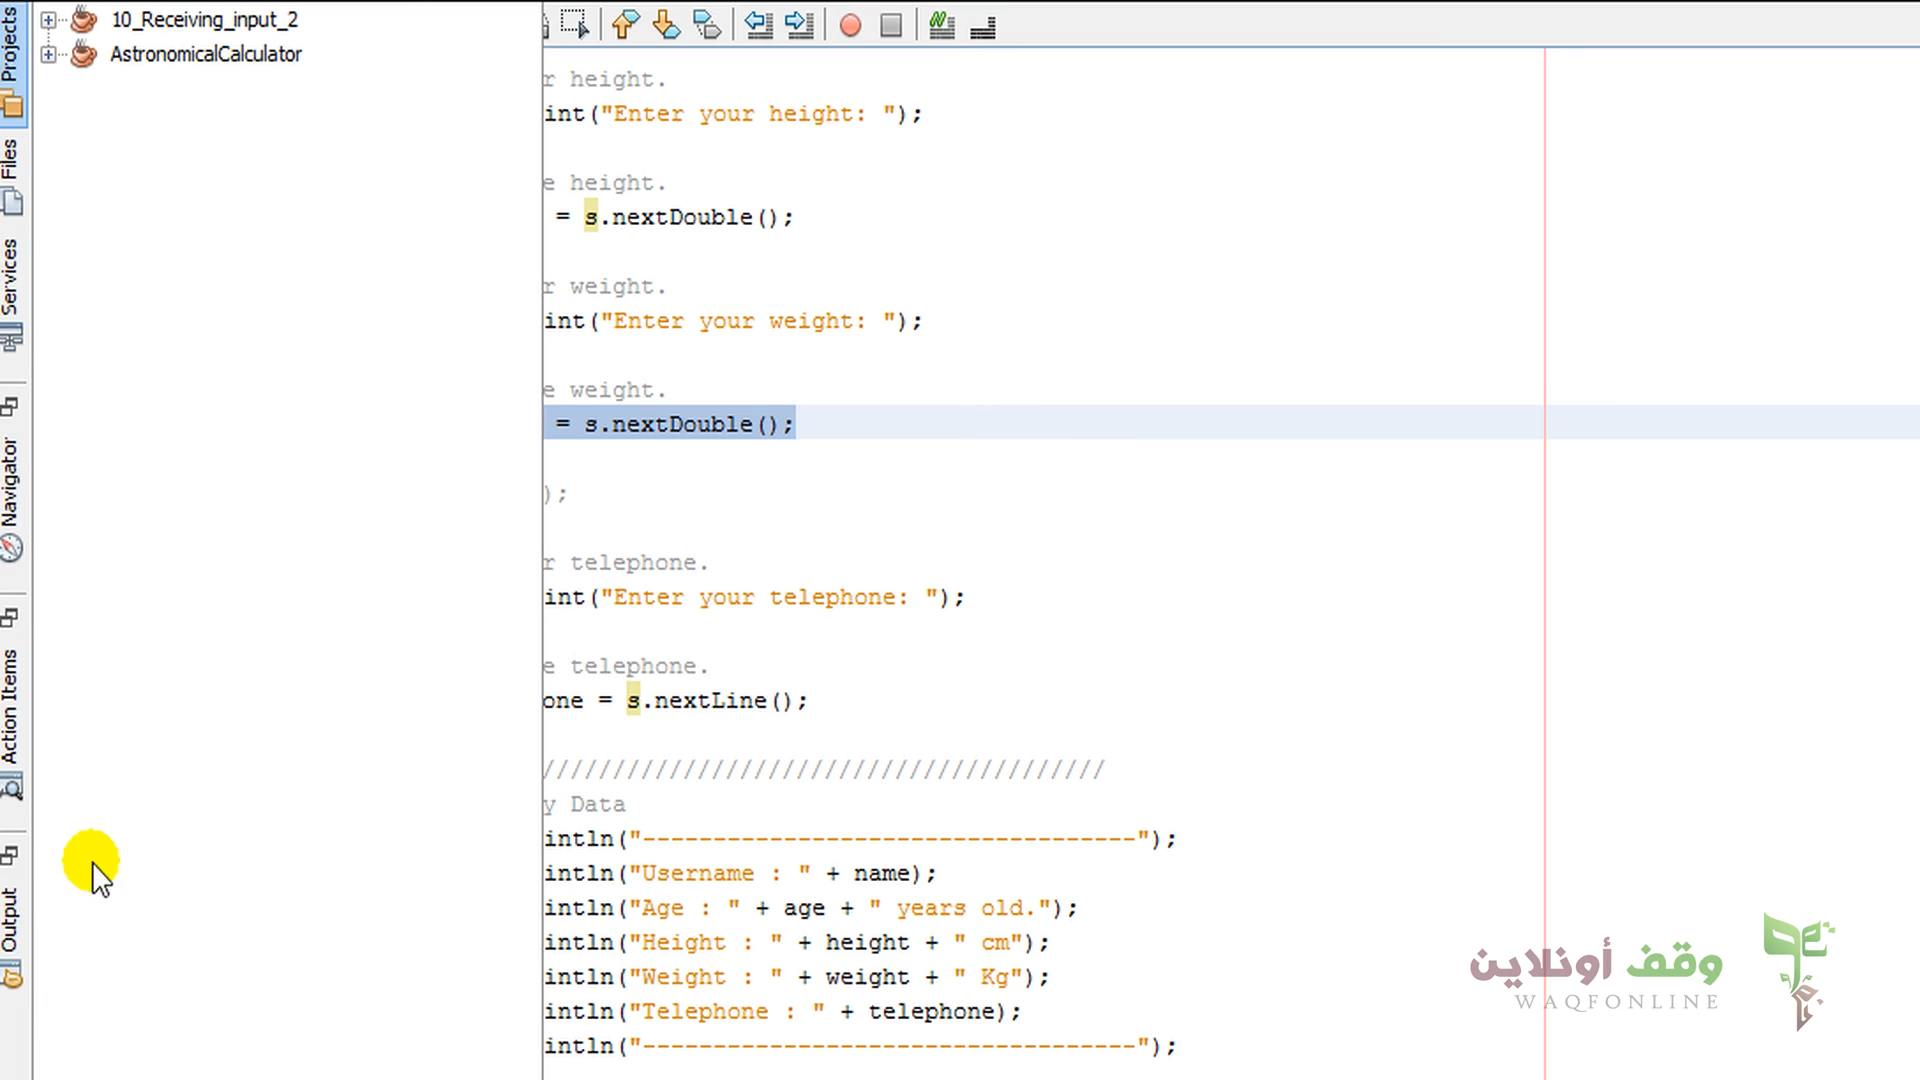 Projects
Files
Services
Navigator
Action Items
Output
10_Receiving_input_2
AstronomicalCalculator
r height.
int("Enter your height: ");
e height.
= s.nextDouble();
r weight.
int("Enter your weight: ");
e weight.
= s.nextDouble();
);
r telephone.
int("Enter your telephone: ");
e telephone.
one = s.nextLine();
////////////////////////////////////////
y Data
intln("-----------------------------------");
intln("Username : " + name);
intln("Age : " + age + " years old.");
intln("Height : " + height + " cm");
intln("Weight : " + weight + " Kg");
intln("Telephone : " + telephone);
intln("-----------------------------------");
وقف أونلاين
WAQFONLINE